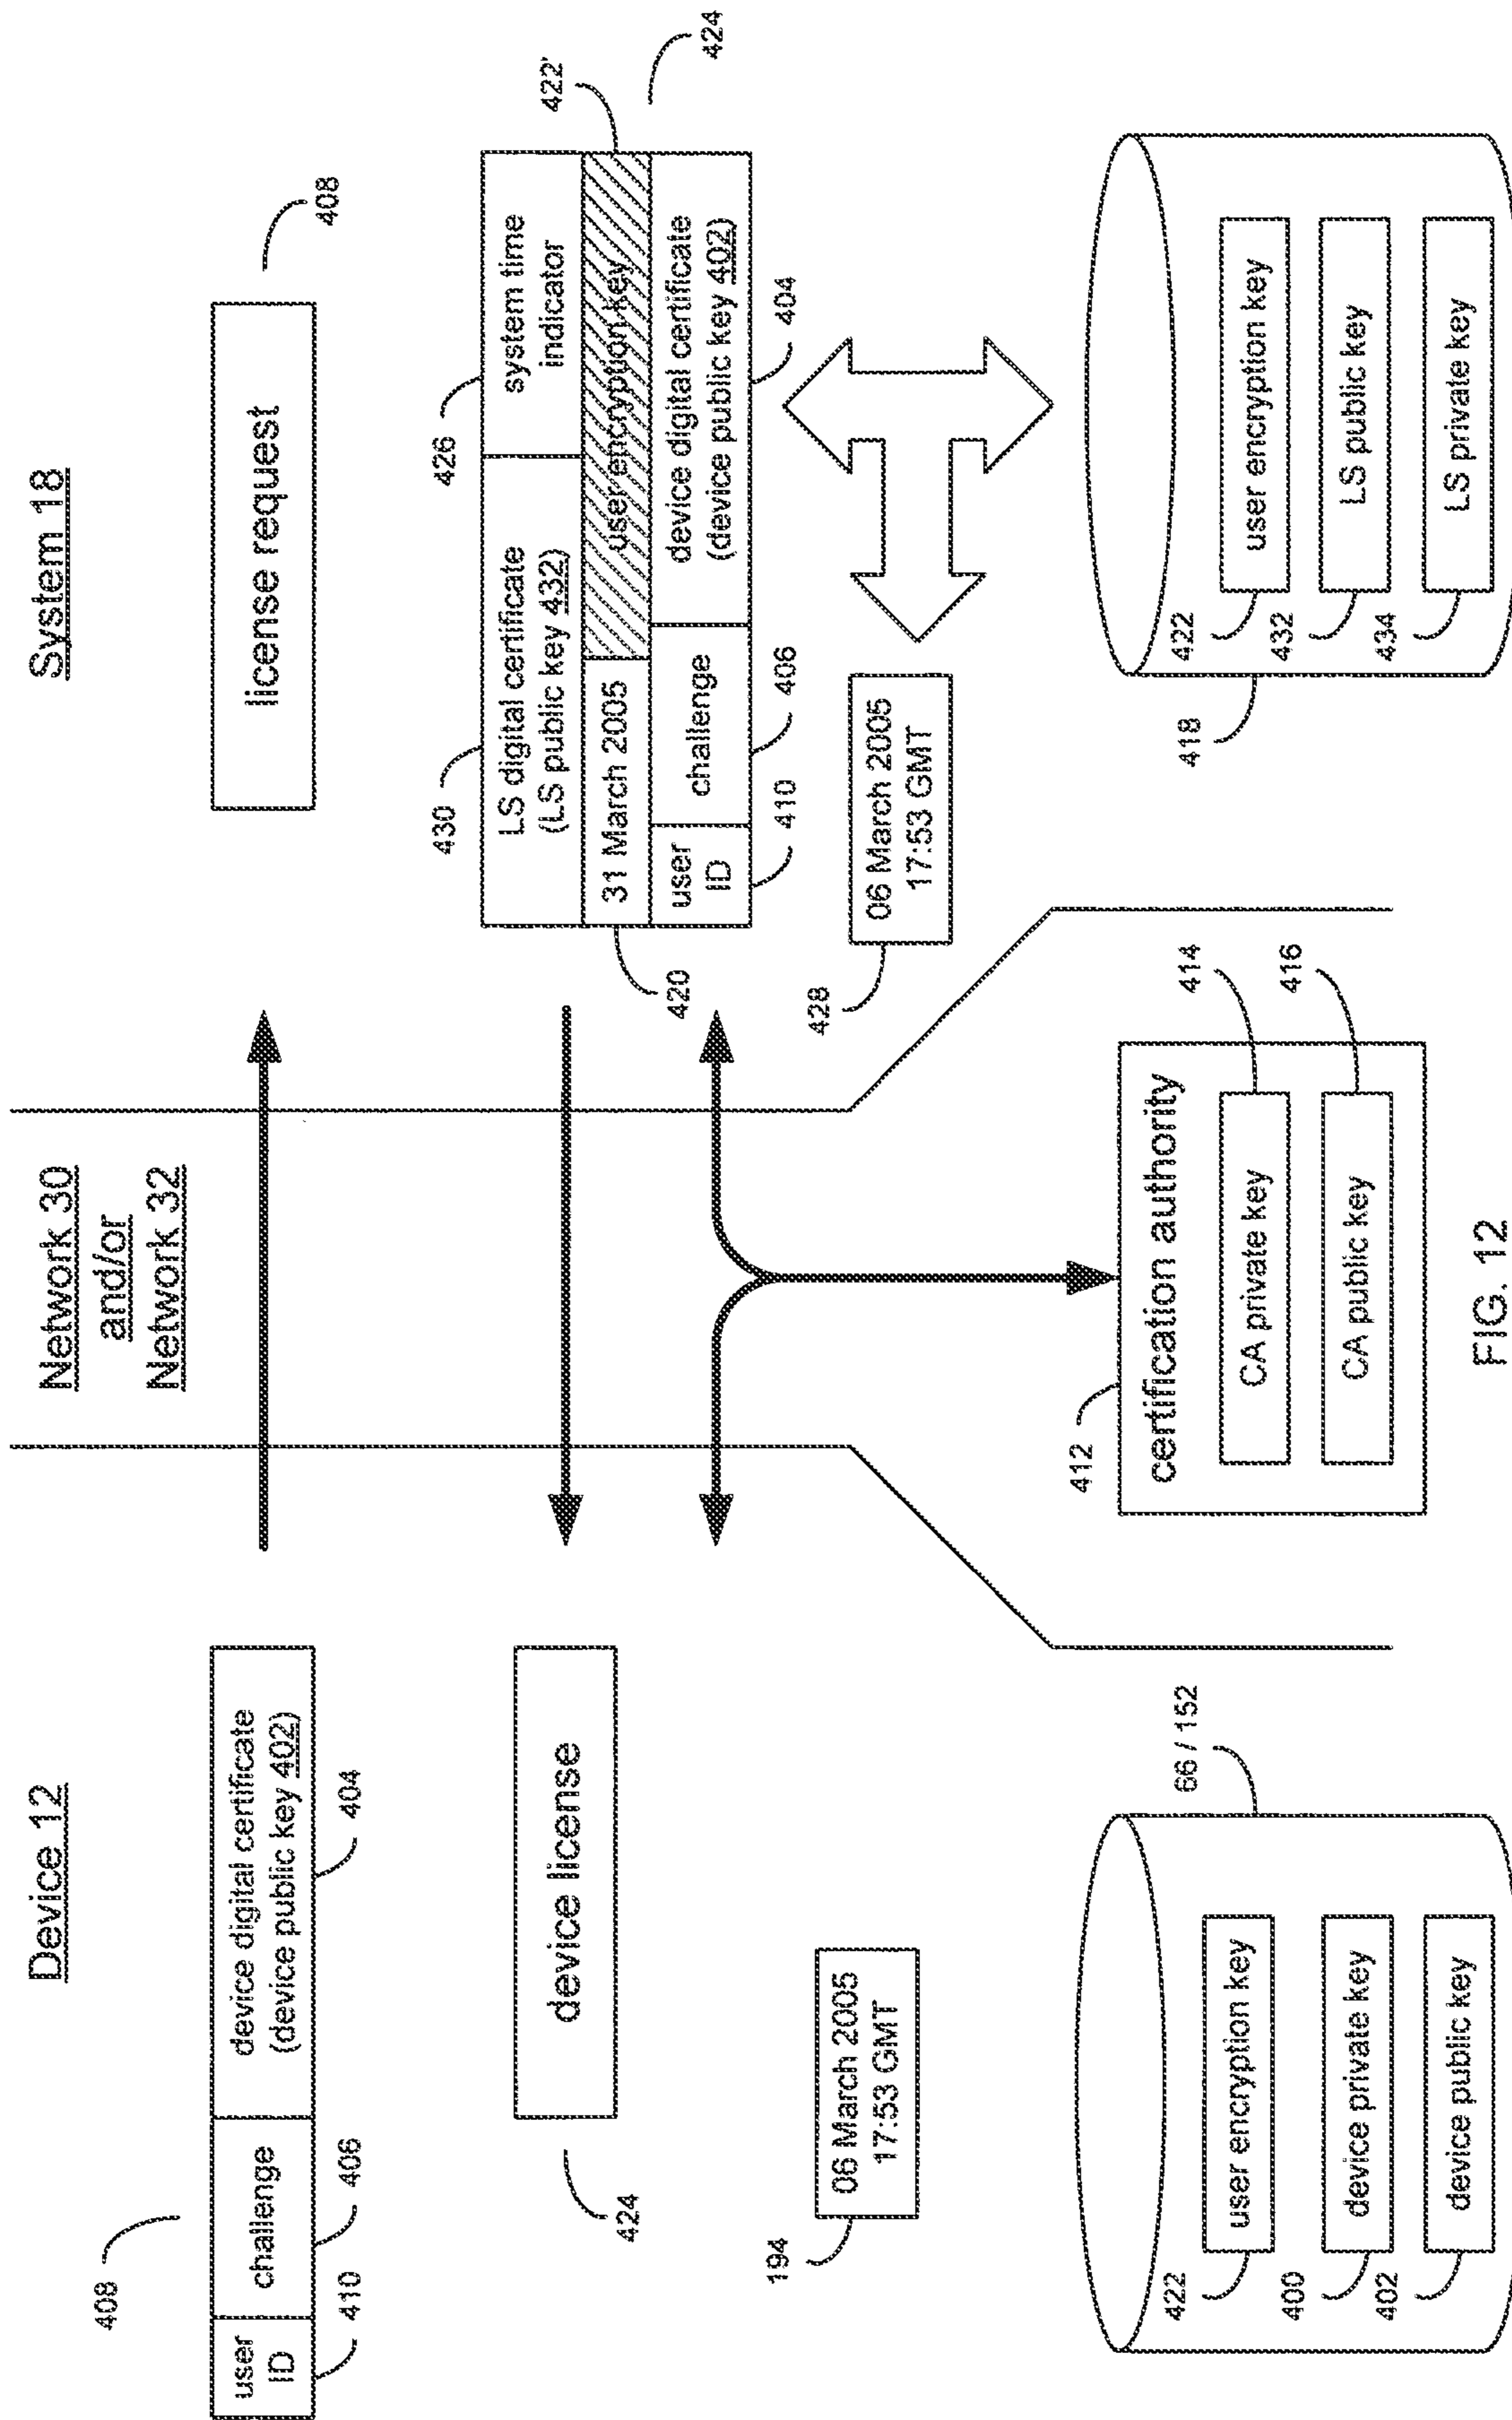 Device 12
Network 30
and/or
Network 32
System 18
408
user
ID
challenge
device digital certificate
(device public key 402)
410
406
404
license request
408
device license
424
426
430
LS digital certificate
(LS public key 432)
system time
indicator
422'
31 March 2005
user encryption key
424
user
ID
challenge
device digital certificate
(device public key 402)
420
410
406
404
194
06 March 2005
17:53 GMT
428
06 March 2005
17:53 GMT
66 / 152
422
user encryption key
400
device private key
402
device public key
412
certification authority
CA private key
414
CA public key
416
418
422
user encryption key
432
LS public key
434
LS private key
FIG. 12